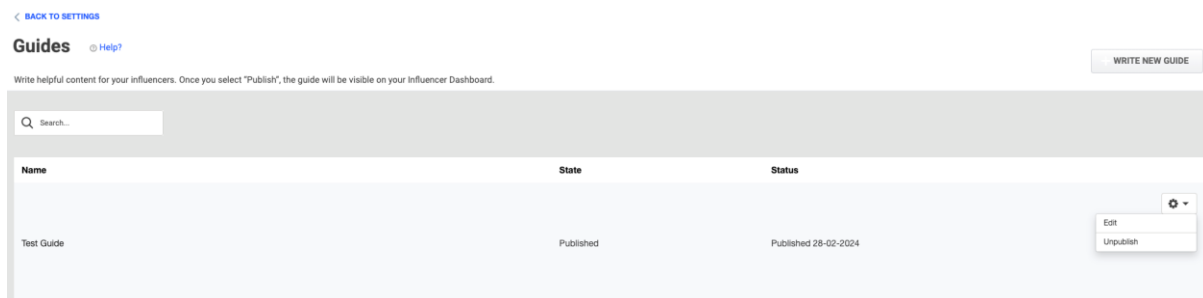 BACK TO SETTINGS
Guides Help?
WRITE NEW GUIDE
Write helpful content for your influencers. Once you select "Publish", the guide will be visible on your Influencer Dashboard.
Search...
Name State Status
Edit
Test Guide Published Published 28-02-2024
Unpublish